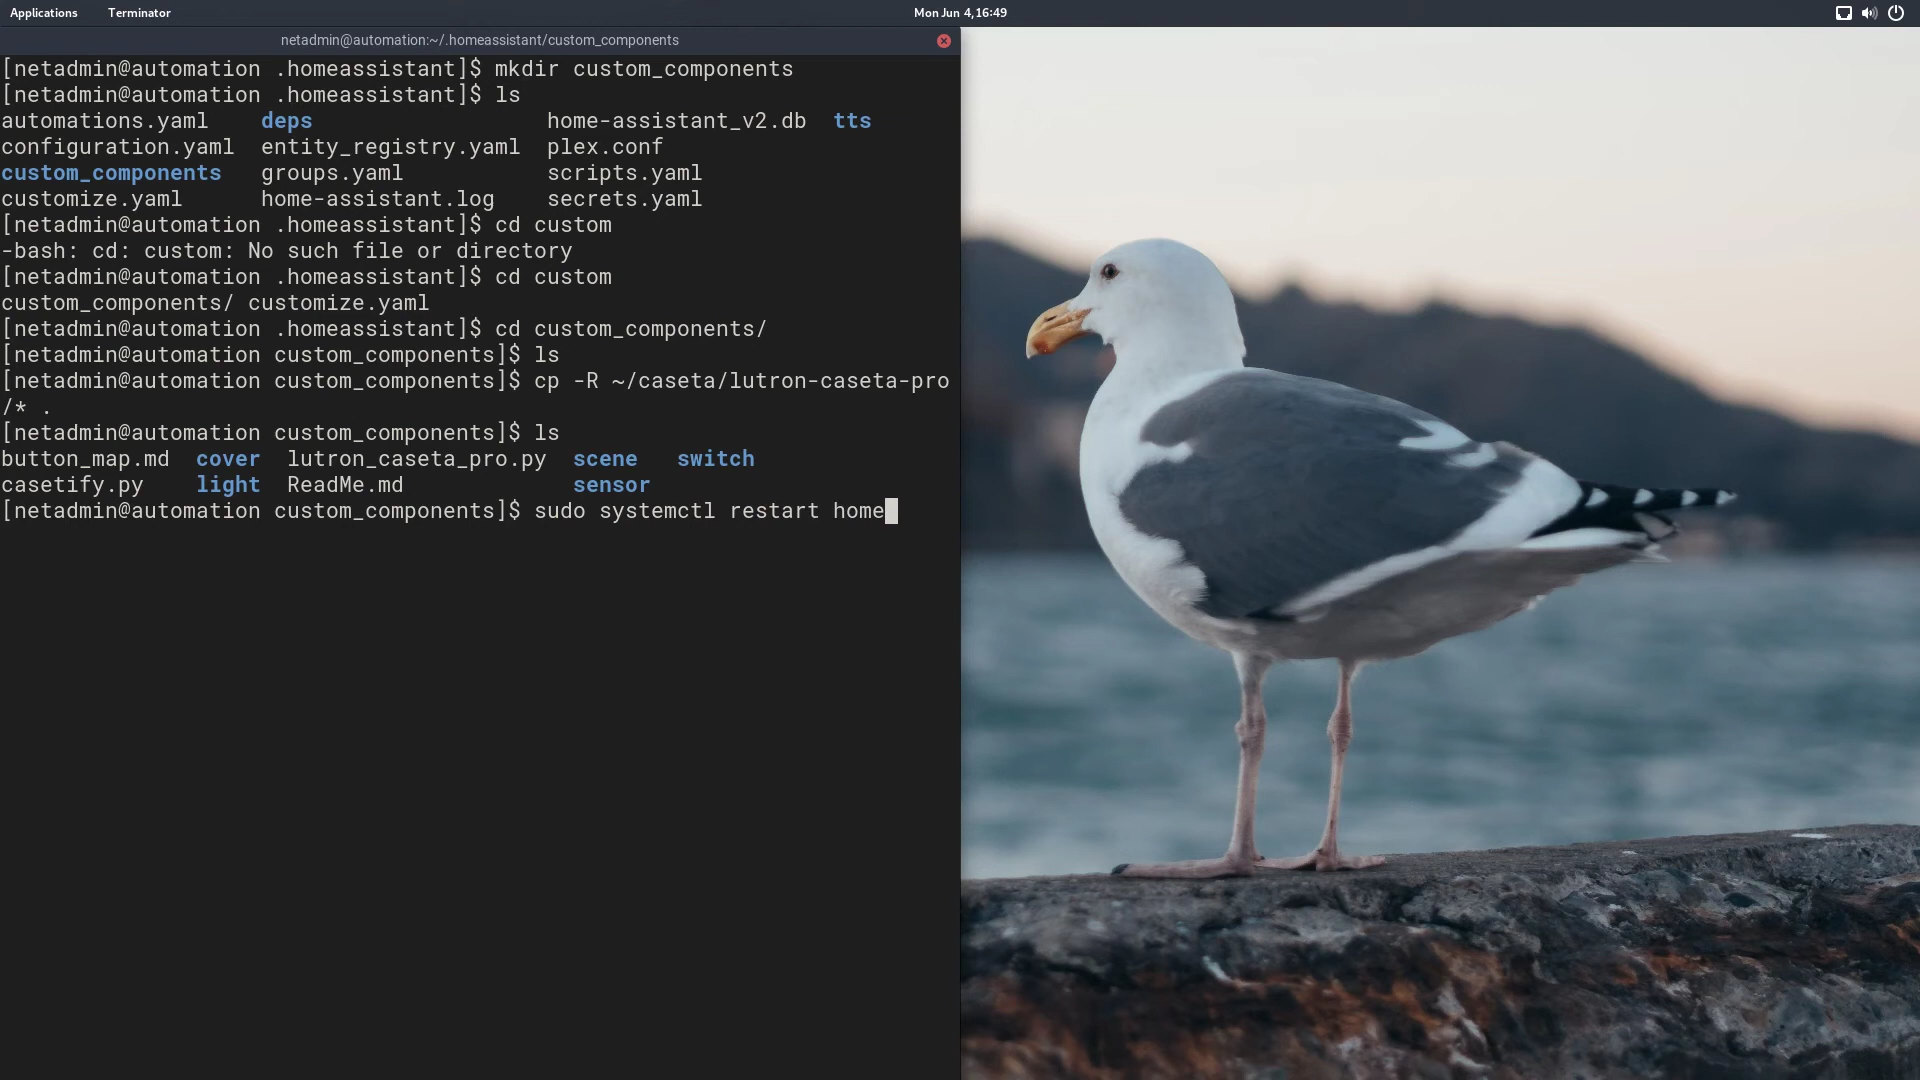 Applications Terminator Mon Jun 4, 16:49
netadmin@automation:~/.homeassistant/custom_components
[netadmin@automation .homeassistant]$ mkdir custom_components
[netadmin@automation .homeassistant]$ ls
automations.yaml deps home-assistant_v2.db tts
configuration.yaml entity_registry.yaml plex.conf
custom_components groups.yaml scripts.yaml
customize.yaml home-assistant.log secrets.yaml
[netadmin@automation .homeassistant]$ cd custom
-bash: cd: custom: No such file or directory
[netadmin@automation .homeassistant]$ cd custom
custom_components/ customize.yaml
[netadmin@automation .homeassistant]$ cd custom_components/
[netadmin@automation custom_components]$ ls
[netadmin@automation custom_components]$ cp -R ~/caseta/lutron-caseta-pro
/* .
[netadmin@automation custom_components]$ ls
button_map.md cover lutron_caseta_pro.py scene switch
casetify.py light ReadMe.md sensor
[netadmin@automation custom_components]$ sudo systemctl restart home